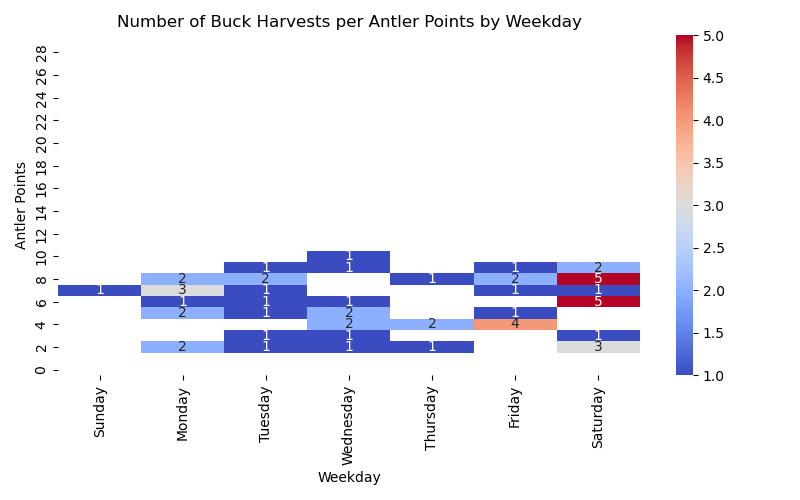 Number of Buck Harvests per Antler Points by Weekday
Antler Points
28
26
24
22
20
18
16
14
12
10
8
6
4
2
0
1
1 1 1 2
2 2 1 2 5
1 3 1 1 1
1 1 1 5
2 1 2 1
2 2 4
1 1 1
2 1 1 1 3
Sunday
Monday
Tuesday
Wednesday
Thursday
Friday
Saturday
Weekday
5.0
4.5
4.0
3.5
3.0
2.5
2.0
1.5
1.0